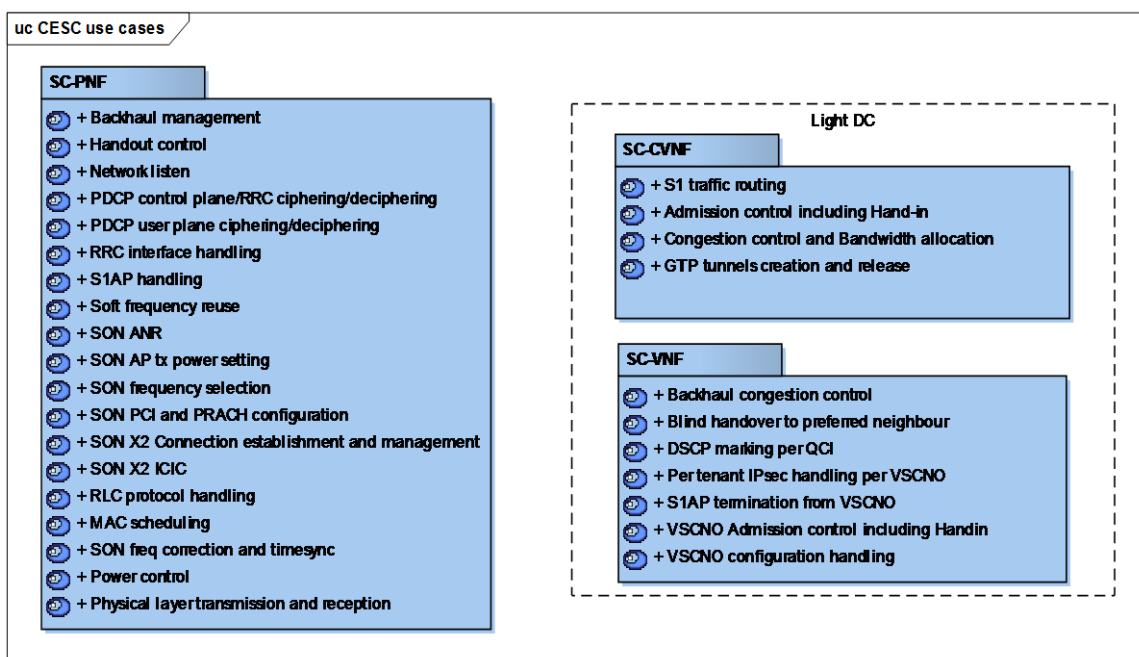 uc CESC use cases
SC-PNF
+ Backhaul management
+ Handout control
+ Network listen
+ PDCP control plane/RRC ciphering/deciphering
+ PDCP user plane ciphering/deciphering
+ RRC interface handling
+ S1AP handling
+ Soft frequency reuse
+ SON ANR
+ SON AP tx power setting
+ SON frequency selection
+ SON PCI and PRACH configuration
+ SON X2 Connection establishment and management
+ SON X2 ICIC
+ RLC protocol handling
+ MAC scheduling
+ SON freq correction and timesync
+ Power control
+ Physical layer transmission and reception
Light DC
SC-CVNF
+ S1 traffic routing
+ Admission control including Hand-in
+ Congestion control and Bandwidth allocation
+ GTP tunnels creation and release
SC-VNF
+ Backhaul congestion control
+ Blind handover to preferred neighbour
+ DSCP marking per QCI
+ Per tenant IPsec handling per VSCNO
+ S1AP termination from VSCNO
+ VSCNO Admission control including Handin
+ VSCNO configuration handling